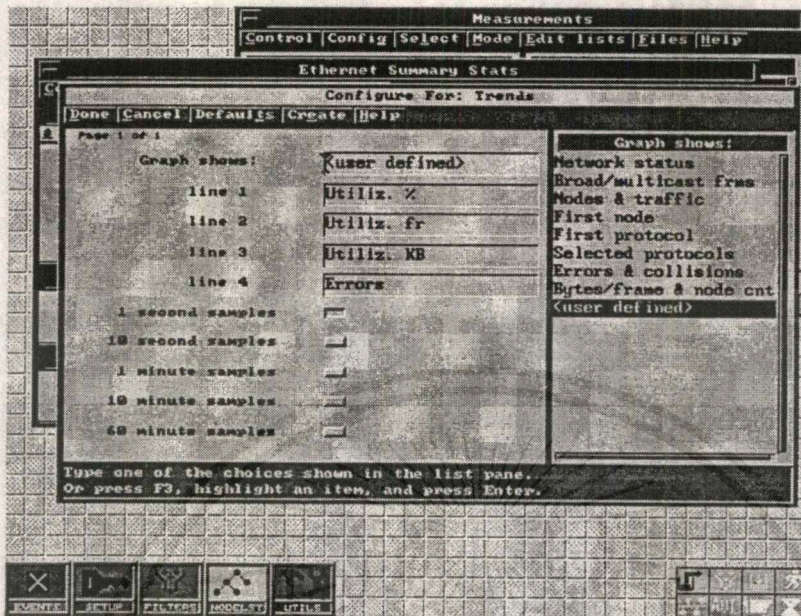 Measurements
Control Config Select Mode Edit lists Files Help
Ethernet Summary Stats
Configure For: Trends
Done Cancel Defaults Create Help
Page 1 of 1
Graph shows: <user defined>
line 1 Utiliz. %
line 2 Utiliz. fr
line 3 Utiliz. KB
line 4 Errors
1 second samples
10 second samples
1 minute samples
10 minute samples
60 minute samples
Graph shows:
Network status
Broad/multicast frms
Nodes & traffic
First node
First protocol
Selected protocols
Errors & collisions
Bytes/frame & node cnt
<user defined>
Type one of the choices shown in the list pane.
Or press F3, highlight an item, and press Enter.
EVENTS SETUP FILTERS NODELST UTILS